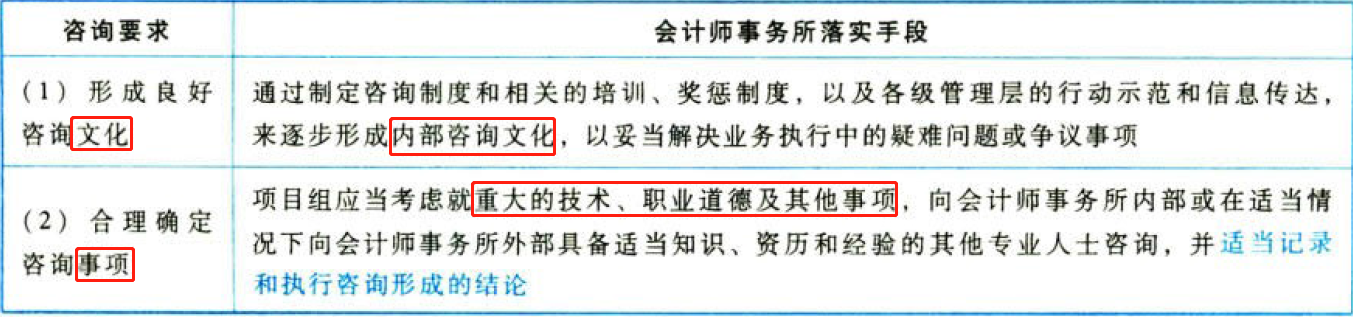 咨询要求
会计师事务所落实手段
(1) 形成良好
咨询文化
通过制定咨询制度和相关的培训、奖惩制度，以及各级管理层的行动示范和信息传达，
来逐步形成内部咨询文化，以妥当解决业务执行中的疑难问题或争议事项
(2) 合理确定
咨询事项
项目组应当考虑就重大的技术、职业道德及其他事项，向会计师事务所内部或在适当情
况下向会计师事务所外部具备适当知识、资历和经验的其他专业人士咨询，并适当记录
和执行咨询形成的结论